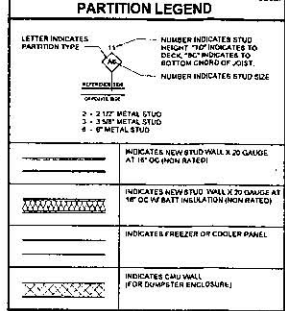 PARTITION LEGEND
LETTER INDICATES
PARTITION TYPE
NUMBER INDICATES STUD
HEIGHT "TD" INDICATES TO
DECK, "BC" INDICATES TO
BOTTOM CHORD OF JOIST.
NUMBER INDICATES STUD SIZE
REFERENCE SIDE
OPPOSITE SIDE
2 - 2 1/2" METAL STUD
3 - 3 5/8" METAL STUD
6 - 6" METAL STUD
INDICATES NEW STUD WALL X 20 GAUGE
AT 16" OC (NON RATED)
INDICATES NEW STUD WALL X 20 GAUGE AT
16" OC W/ BATT INSULATION (NON RATED)
INDICATES FREEZER OR COOLER PANEL
INDICATES CMU WALL
(FOR DUMPSTER ENCLOSURE)